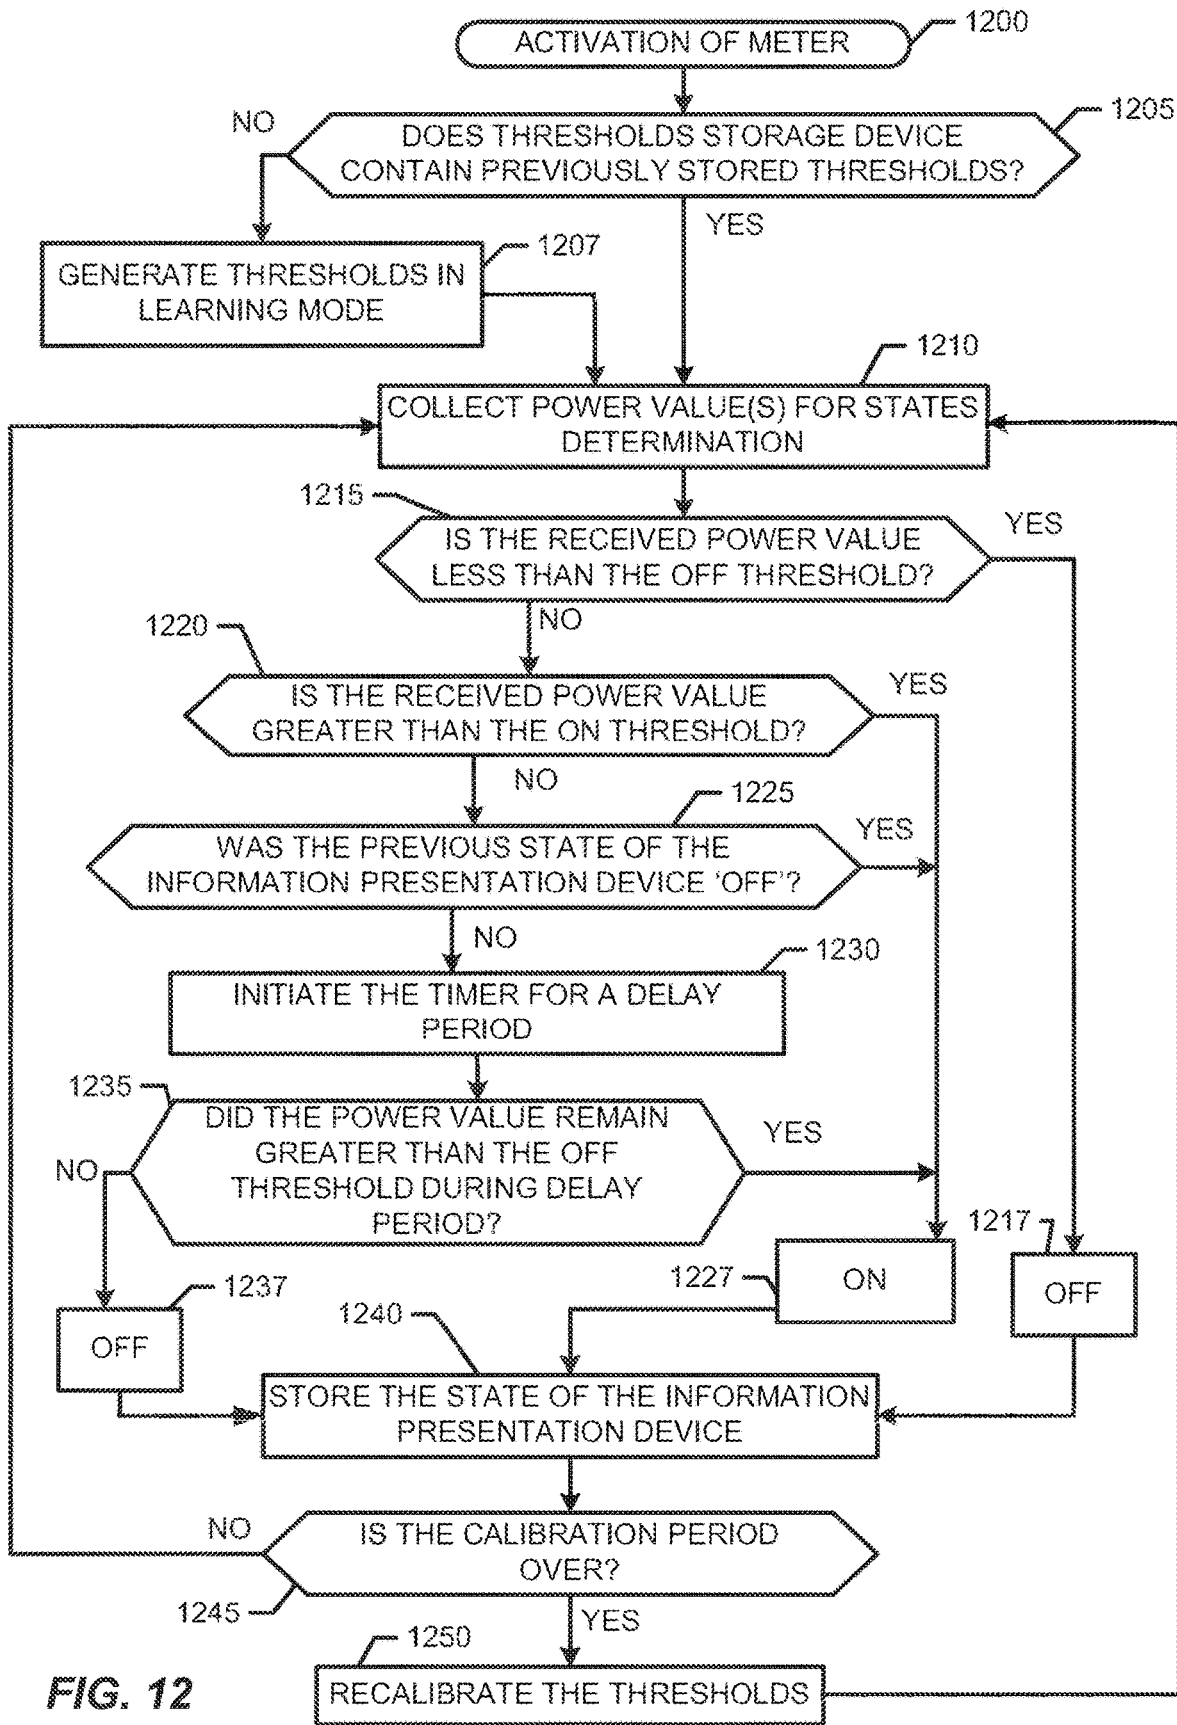 ACTIVATION OF METER
1200
DOES THRESHOLDS STORAGE DEVICE
CONTAIN PREVIOUSLY STORED THRESHOLDS?
1205
NO
YES
GENERATE THRESHOLDS IN
LEARNING MODE
1207
COLLECT POWER VALUE(S) FOR STATES
DETERMINATION
1210
IS THE RECEIVED POWER VALUE
LESS THAN THE OFF THRESHOLD?
1215
YES
NO
IS THE RECEIVED POWER VALUE
GREATER THAN THE ON THRESHOLD?
1220
YES
NO
WAS THE PREVIOUS STATE OF THE
INFORMATION PRESENTATION DEVICE 'OFF'?
1225
YES
NO
INITIATE THE TIMER FOR A DELAY
PERIOD
1230
DID THE POWER VALUE REMAIN
GREATER THAN THE OFF
THRESHOLD DURING DELAY
PERIOD?
1235
YES
NO
ON
1227
OFF
1217
OFF
1237
STORE THE STATE OF THE INFORMATION
PRESENTATION DEVICE
1240
IS THE CALIBRATION PERIOD
OVER?
1245
NO
YES
RECALIBRATE THE THRESHOLDS
1250
FIG. 12